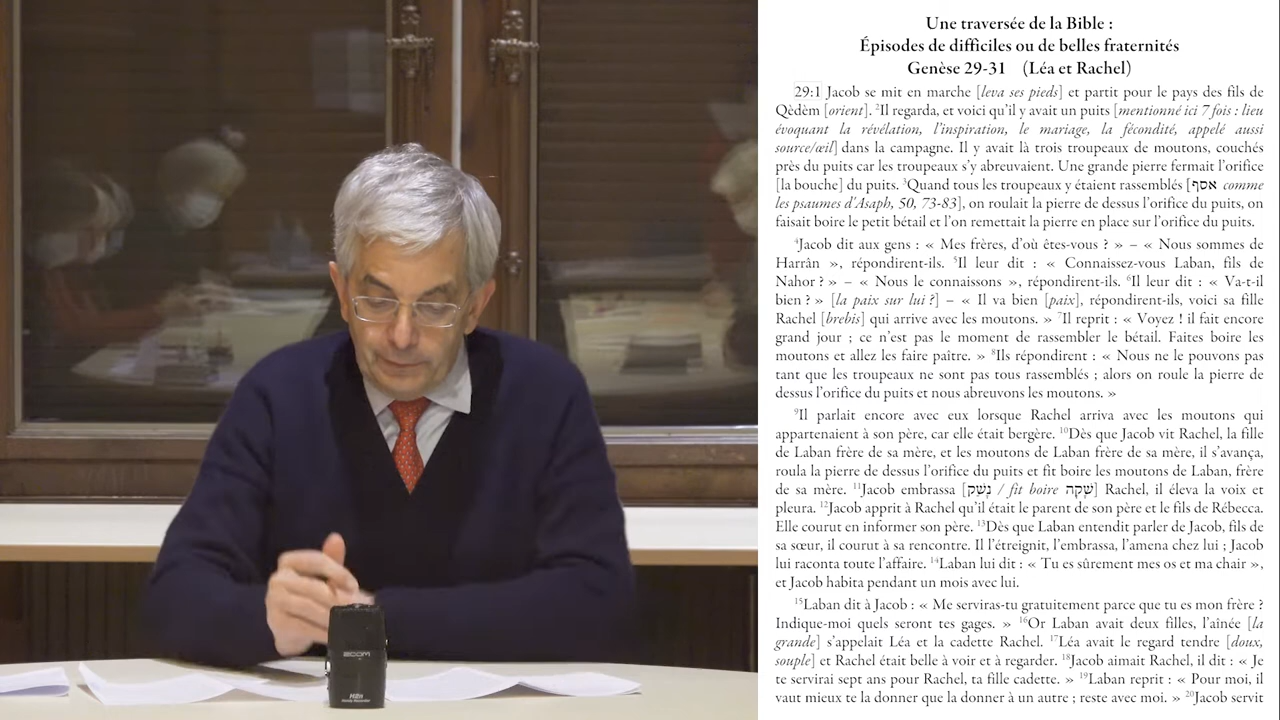 Une traversée de la Bible :
Épisodes de difficiles ou de belles fraternités
Genèse 29-31 (Léa et Rachel)
29:1 Jacob se mit en marche [leva ses pieds] et partit pour le pays des fils de
Qèdèm [orient]. 2Il regarda, et voici qu'il y avait un puits [mentionné ici 7 fois : lieu
évoquant la révélation, l'inspiration, le mariage, la fécondité, appelé aussi
source/œil] dans la campagne. Il y avait là trois troupeaux de moutons, couchés
près du puits car les troupeaux s'y abreuvaient. Une grande pierre fermait l'orifice
[la bouche] du puits. 3Quand tous les troupeaux y étaient rassemblés [אסף comme
les psaumes d'Asaph, 50, 73-83], on roulait la pierre de dessus l'orifice du puits, on
faisait boire le petit bétail et l'on remettait la pierre en place sur l'orifice du puits.
4Jacob dit aux gens : « Mes frères, d'où êtes-vous ? » – « Nous sommes de
Harrân », répondirent-ils. 5Il leur dit : « Connaissez-vous Laban, fils de
Nahor ? » – « Nous le connaissons », répondirent-ils. 6Il leur dit : « Va-t-il
bien ? » [la paix sur lui ?] – « Il va bien [paix], répondirent-ils, voici sa fille
Rachel [brebis] qui arrive avec les moutons. » 7Il reprit : « Voyez ! il fait encore
grand jour ; ce n'est pas le moment de rassembler le bétail. Faites boire les
moutons et allez les faire paître. » 8Ils répondirent : « Nous ne le pouvons pas
tant que les troupeaux ne sont pas tous rassemblés ; alors on roule la pierre de
dessus l'orifice du puits et nous abreuvons les moutons. »
9Il parlait encore avec eux lorsque Rachel arriva avec les moutons qui
appartenaient à son père, car elle était bergère. 10Dès que Jacob vit Rachel, la fille
de Laban frère de sa mère, et les moutons de Laban frère de sa mère, il s'avança,
roula la pierre de dessus l'orifice du puits et fit boire les moutons de Laban, frère
de sa mère. 11Jacob embrassa [נָשַׁק / fit boire שָׁקָה] Rachel, il éleva la voix et
pleura. 12Jacob apprit à Rachel qu'il était le parent de son père et le fils de Rébecca.
Elle courut en informer son père. 13Dès que Laban entendit parler de Jacob, fils de
sa sœur, il courut à sa rencontre. Il l'étreignit, l'embrassa, l'amena chez lui ; Jacob
lui raconta toute l'affaire. 14Laban lui dit : « Tu es sûrement mes os et ma chair »,
et Jacob habita pendant un mois avec lui.
15Laban dit à Jacob : « Me serviras-tu gratuitement parce que tu es mon frère ?
Indique-moi quels seront tes gages. » 16Or Laban avait deux filles, l'aînée [la
grande] s'appelait Léa et la cadette Rachel. 17Léa avait le regard tendre [doux,
souple] et Rachel était belle à voir et à regarder. 18Jacob aimait Rachel, il dit : « Je
te servirai sept ans pour Rachel, ta fille cadette. » 19Laban reprit : « Pour moi, il
vaut mieux te la donner que la donner à un autre ; reste avec moi. » 20Jacob servit
zoom
H2n
Handy Recorder